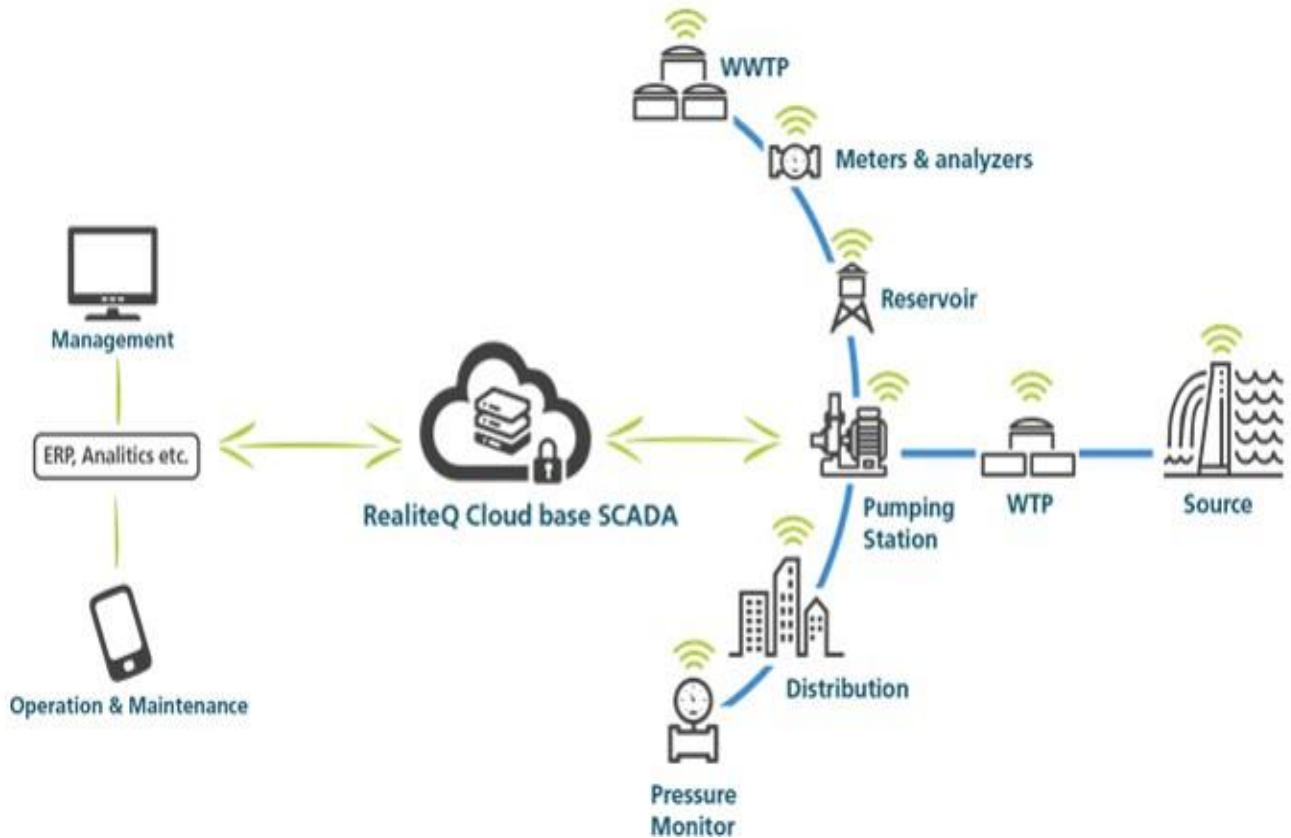 WWTP
Meters & analyzers
Reservoir
Management
ERP, Analitics etc.
RealiteQ Cloud base SCADA
Pumping
Station
WTP
Source
Operation & Maintenance
Distribution
Pressure
Monitor